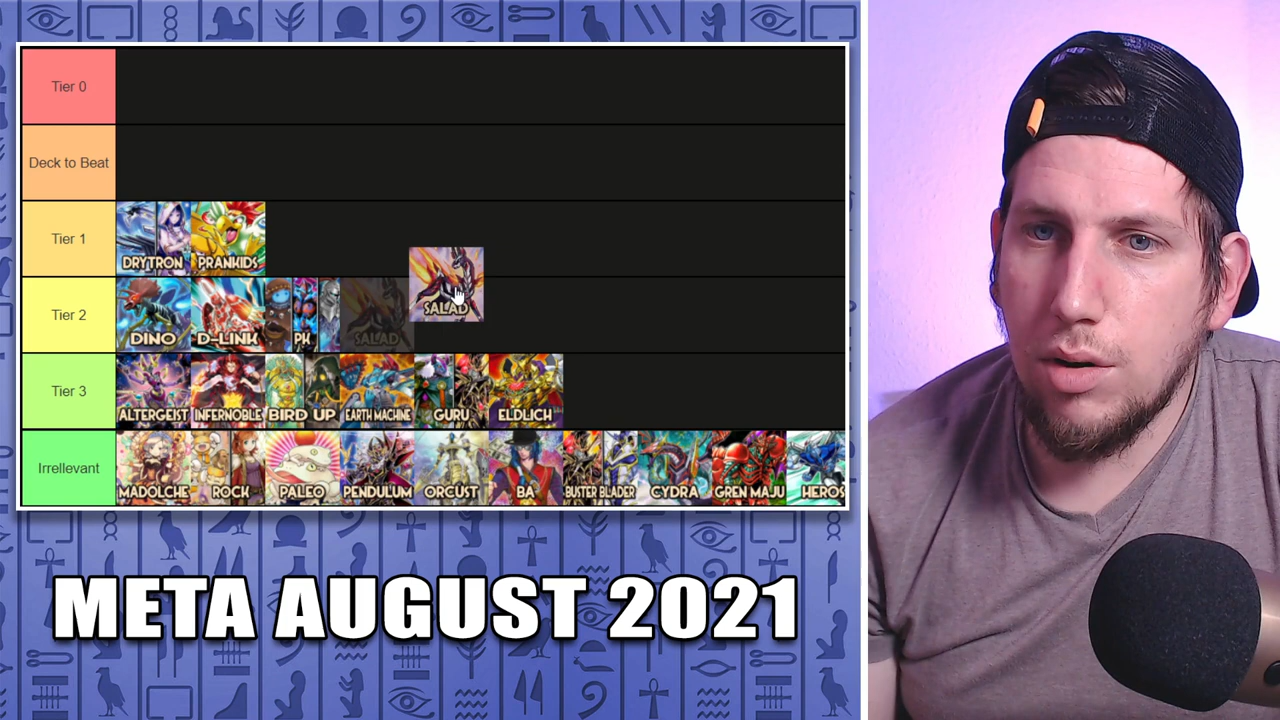 Tier 0
Deck to Beat
Tier 1
DRYTRON PRANKIDS
SALAD
Tier 2
DINO D-LINK PK SALAD
Tier 3
ALTERGEIST INFERNOBLE BIRD UP EARTH MACHINE GURU ELDLICH
Irrellevant
MADOLCHE ROCK PALEO PENDULUM ORCUST BA BUSTER BLADER CYDRA GREN MAJU HEROS
META AUGUST 2021